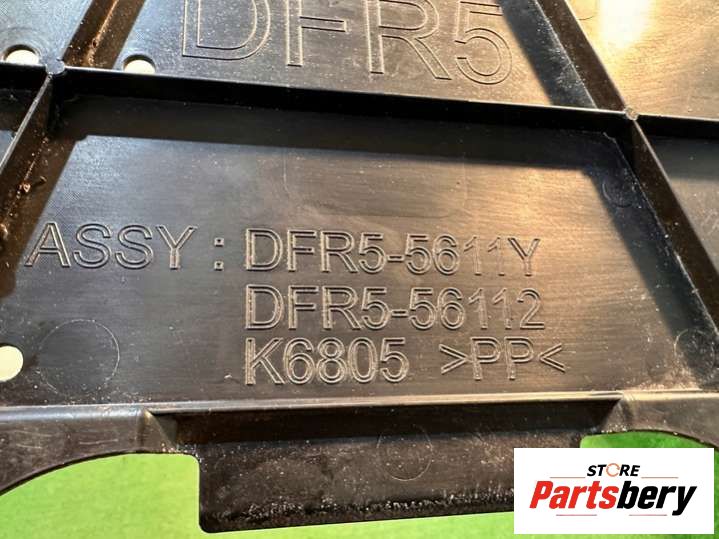 DFR5
ASSY : DFR5-5611Y
DFR5-56112
K6805 >PP<
STORE
Partsbery